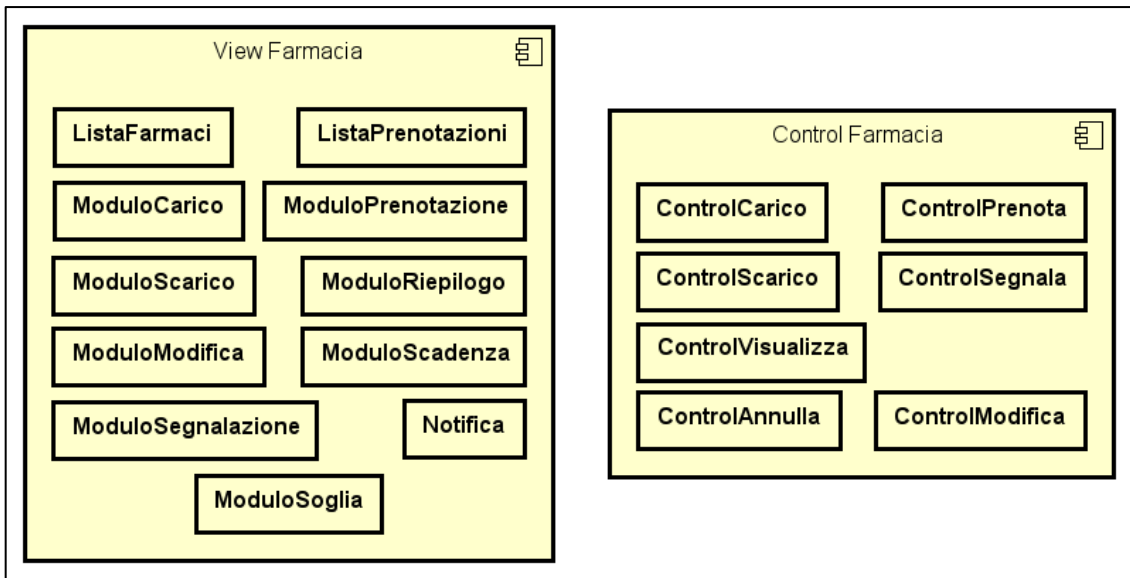 View Farmacia
ListaFarmaci
ListaPrenotazioni
ModuloCarico
ModuloPrenotazione
ModuloScarico
ModuloRiepilogo
ModuloModifica
ModuloScadenza
ModuloSegnalazione
Notifica
ModuloSoglia
Control Farmacia
ControlCarico
ControlPrenota
ControlScarico
ControlSegnala
ControlVisualizza
ControlAnnulla
ControlModifica